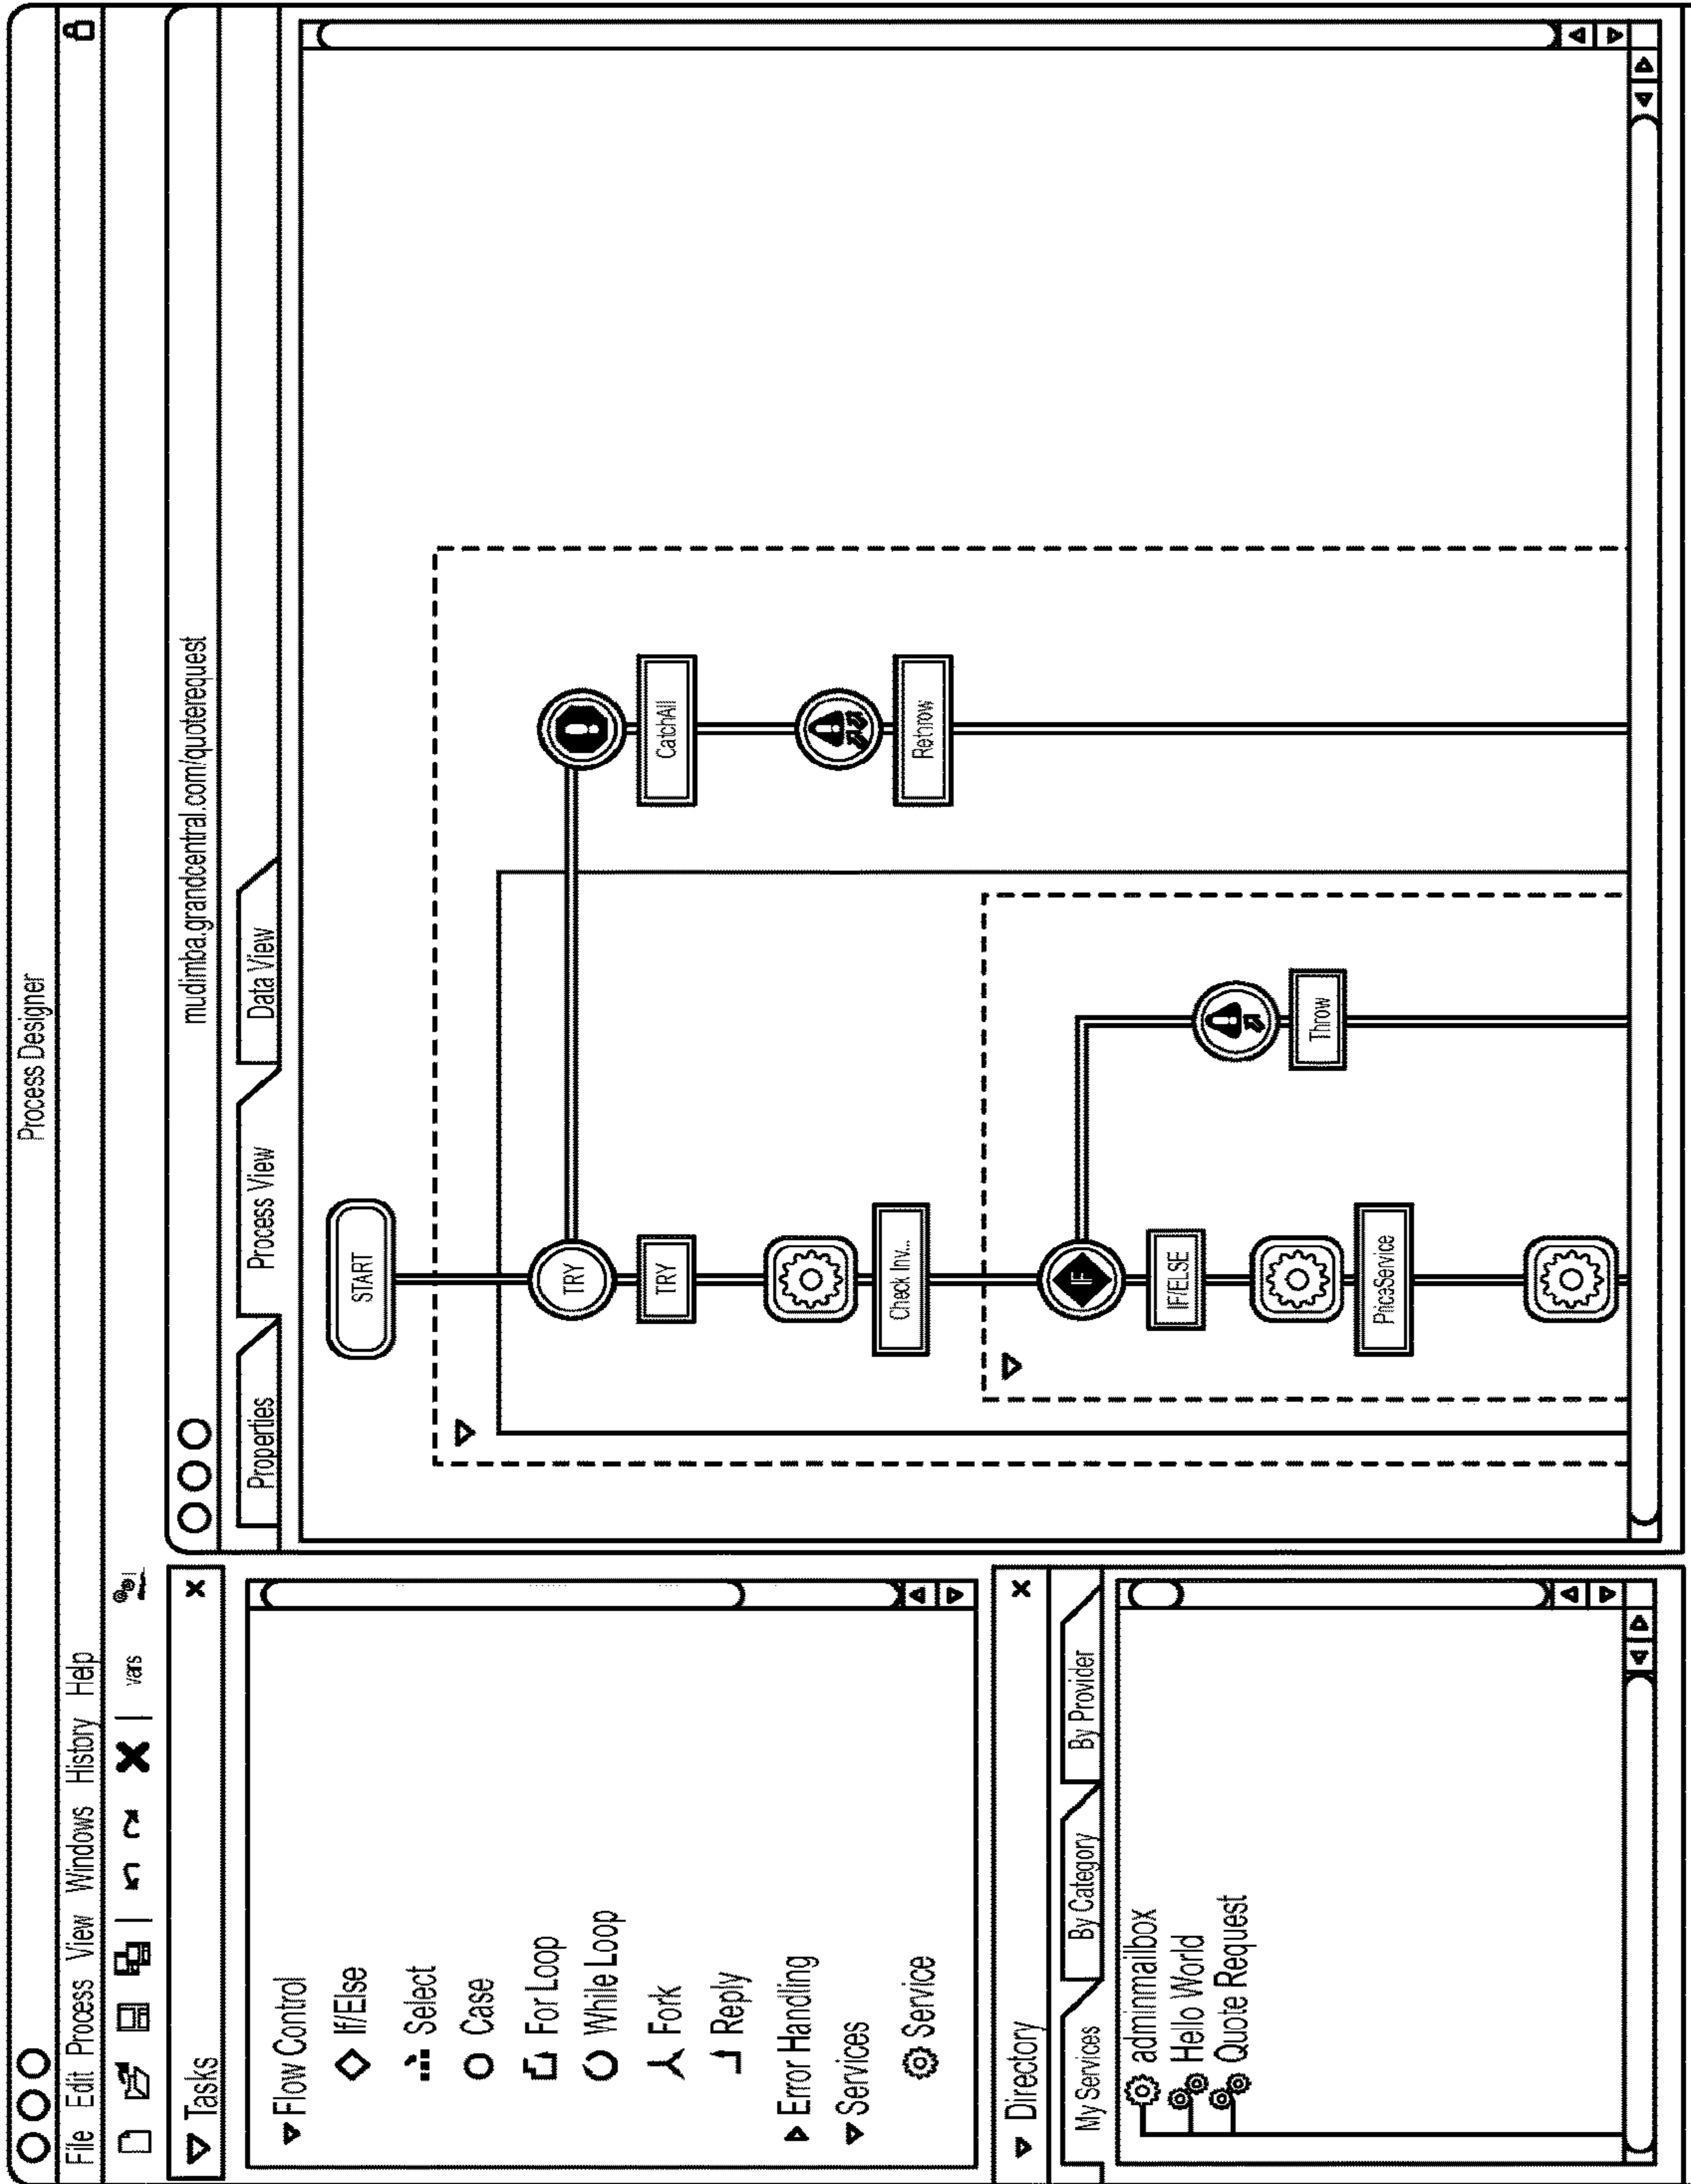 Process Designer
File Edit Process View Windows History Help
vars
Tasks
Flow Control
If/Else
Select
Case
For Loop
While Loop
Fork
Reply
Error Handling
Services
Service
Directory
My Services By Category By Provider
adminmailbox
Hello World
Quote Request
mudimba.grandcentral.com/quoterequest
Properties Process View Data View
START
TRY
TRY
CatchAll
Check Inv...
Rethrow
IF
IF/ELSE
Throw
PriceService